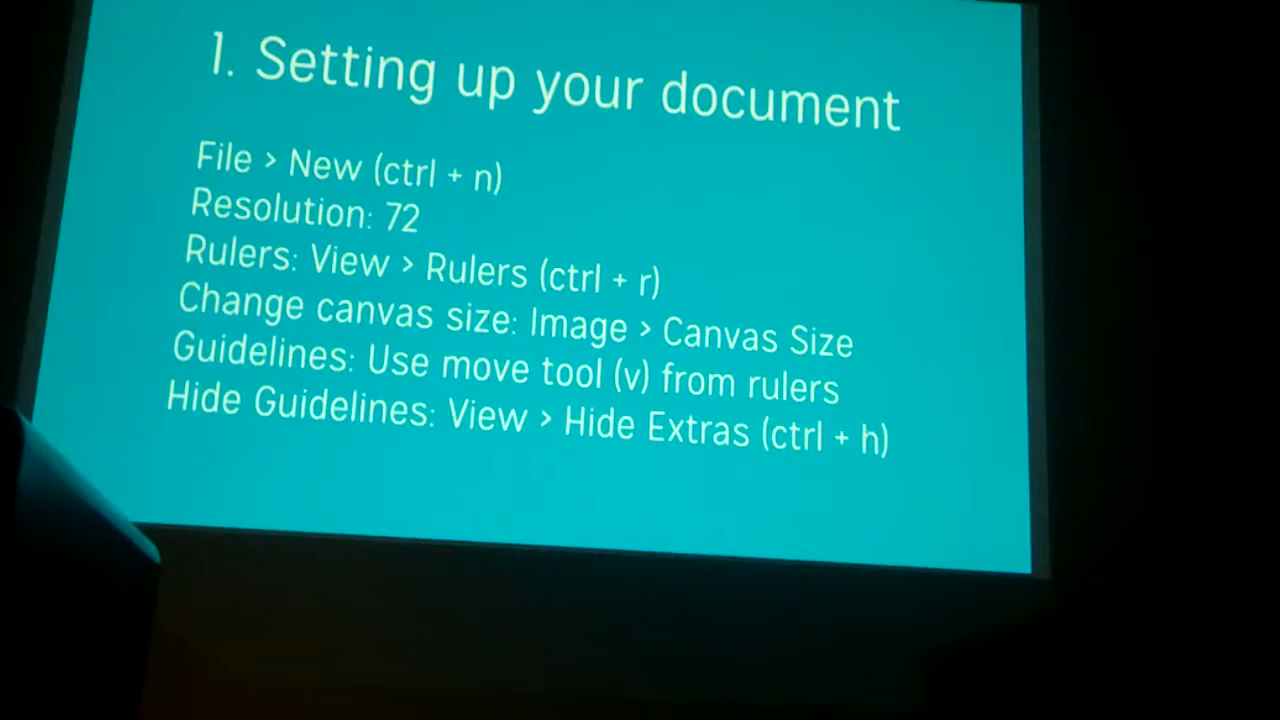 1. Setting up your document
File > New (ctrl + n)
Resolution: 72
Rulers: View > Rulers (ctrl + r)
Change canvas size: Image > Canvas Size
Guidelines: Use move tool (v) from rulers
Hide Guidelines: View > Hide Extras (ctrl + h)